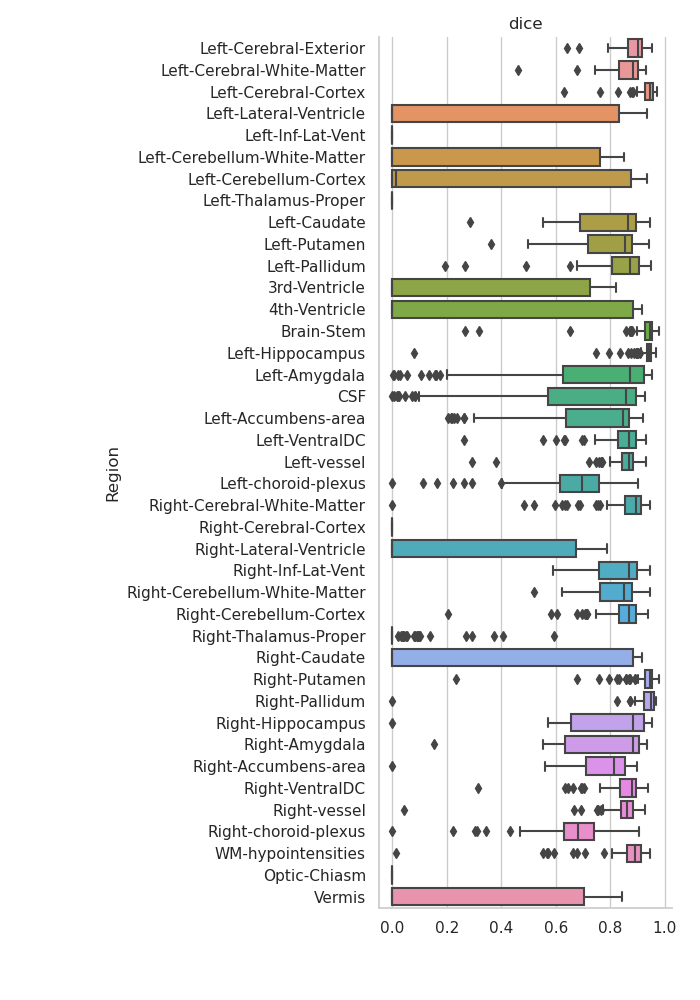 dice
Left-Cerebral-Exterior
Left-Cerebral-White-Matter
Left-Cerebral-Cortex
Left-Lateral-Ventricle
Left-Inf-Lat-Vent
Left-Cerebellum-White-Matter
Left-Cerebellum-Cortex
Left-Thalamus-Proper
Left-Caudate
Left-Putamen
Left-Pallidum
3rd-Ventricle
4th-Ventricle
Brain-Stem
Left-Hippocampus
Left-Amygdala
CSF
Left-Accumbens-area
Left-VentralDC
Left-vessel
Left-choroid-plexus
Right-Cerebral-White-Matter
Right-Cerebral-Cortex
Right-Lateral-Ventricle
Right-Inf-Lat-Vent
Right-Cerebellum-White-Matter
Right-Cerebellum-Cortex
Right-Thalamus-Proper
Right-Caudate
Right-Putamen
Right-Pallidum
Right-Hippocampus
Right-Amygdala
Right-Accumbens-area
Right-VentralDC
Right-vessel
Right-choroid-plexus
WM-hypointensities
Optic-Chiasm
Vermis
Region
0.0 0.2 0.4 0.6 0.8 1.0